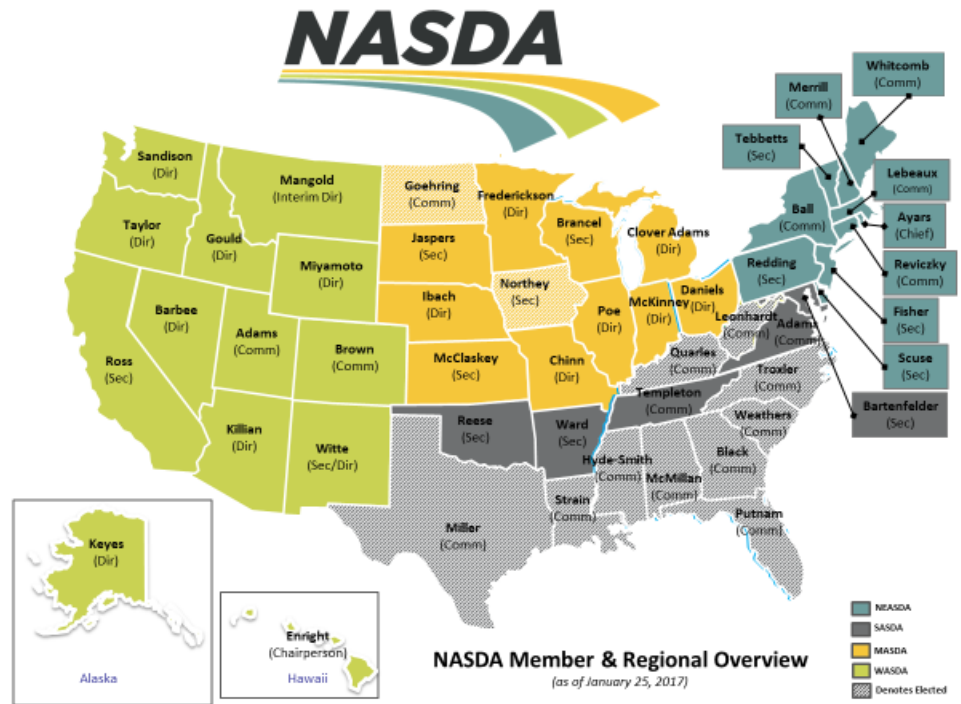 NASDA
Whitcomb
(Comm)
Merrill
(Comm)
Tebbetts
(Sec)
Lebeaux
(Comm)
Ayars
(Chief)
Reviczky
(Comm)
Fisher
(Sec)
Scuse
(Sec)
Bartenfelder
(Sec)
Sandison
(Dir)
Mangold
(Interim Dir)
Goehring
(Comm)
Frederickson
(Dir)
Brancel
(Sec)
Clover Adams
(Dir)
Ball
(Comm)
Taylor
(Dir)
Gould
(Dir)
Miyamoto
(Dir)
Jaspers
(Sec)
Northey
(Sec)
Redding
(Sec)
Barbee
(Dir)
Adams
(Comm)
Brown
(Comm)
Ibach
(Dir)
Poe
(Dir)
McKinney
(Dir)
Daniels
(Dir)
Leonhardt
(Comm)
Adams
(Comm)
Ross
(Sec)
McClaskey
(Sec)
Chinn
(Dir)
Quarles
(Comm)
Troxler
(Comm)
Templeton
(Comm)
Killian
(Dir)
Witte
(Sec/Dir)
Reese
(Sec)
Ward
(Sec)
Weathers
(Comm)
Hyde-Smith
(Comm)
McMillan
(Comm)
Black
(Comm)
Miller
(Comm)
Strain
(Comm)
Putnam
(Comm)
Keyes
(Dir)
Alaska
Enright
(Chairperson)
Hawaii
NASDA Member & Regional Overview
(as of January 25, 2017)
NEASDA
SASDA
MASDA
WASDA
Denotes Elected